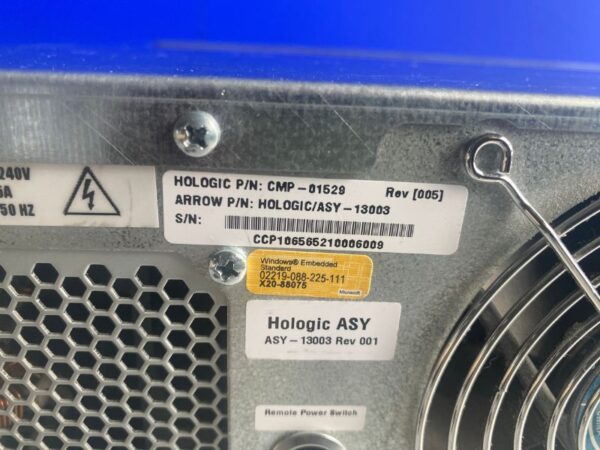 240V
5A
50 HZ
HOLOGIC P/N: CMP-01529 Rev [005]
ARROW P/N: HOLOGIC/ASY-13003
S/N:
CCP106565210006009
Windows® Embedded
Standard
02219-088-225-111
X20-88075
Microsoft
Hologic ASY
ASY-13003 Rev 001
Remote Power Switch